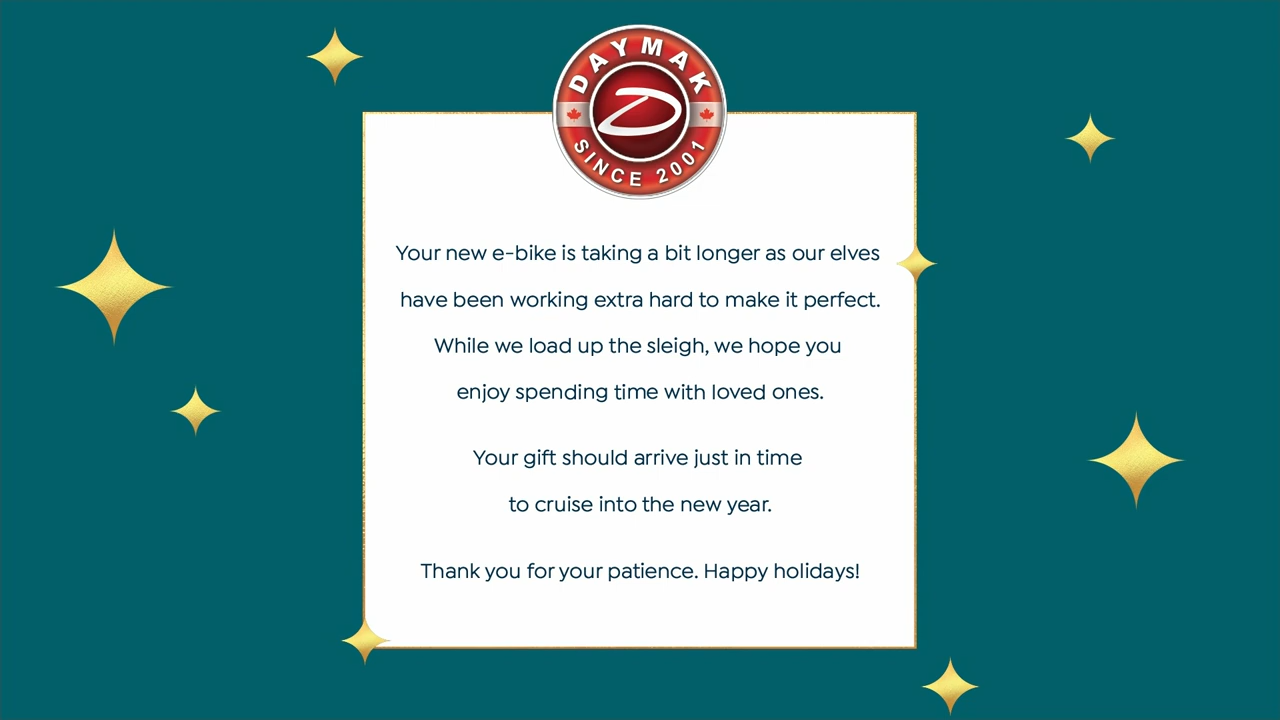 DAYMAK
D
SINCE 2001
Your new e-bike is taking a bit longer as our elves
have been working extra hard to make it perfect.
While we load up the sleigh, we hope you
enjoy spending time with loved ones.
Your gift should arrive just in time
to cruise into the new year.
Thank you for your patience. Happy holidays!